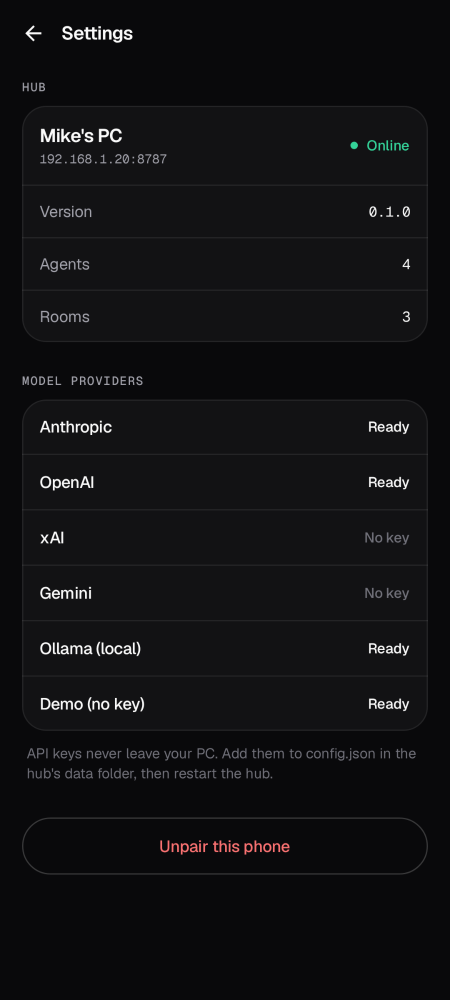 Settings
HUB
Mike's PC
192.168.1.20:8787
Online
Version
0.1.0
Agents
4
Rooms
3
MODEL PROVIDERS
Anthropic
Ready
OpenAI
Ready
xAI
No key
Gemini
No key
Ollama (local)
Ready
Demo (no key)
Ready
API keys never leave your PC. Add them to config.json in the
hub's data folder, then restart the hub.
Unpair this phone